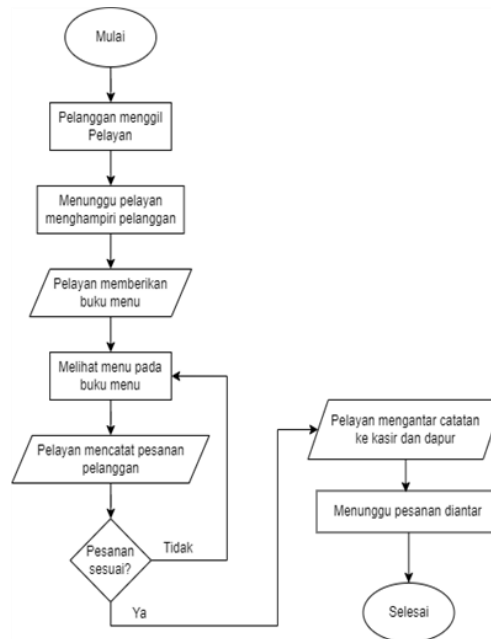 Mulai
Pelanggan menggil
Pelayan
Menunggu pelayan
menghampiri pelanggan
Pelayan memberikan
buku menu
Melihat menu pada
buku menu
Pelayan mencatat pesanan
pelanggan
Pesanan
sesuai?
Tidak
Ya
Pelayan mengantar catatan
ke kasir dan dapur
Menunggu pesanan diantar
Selesai